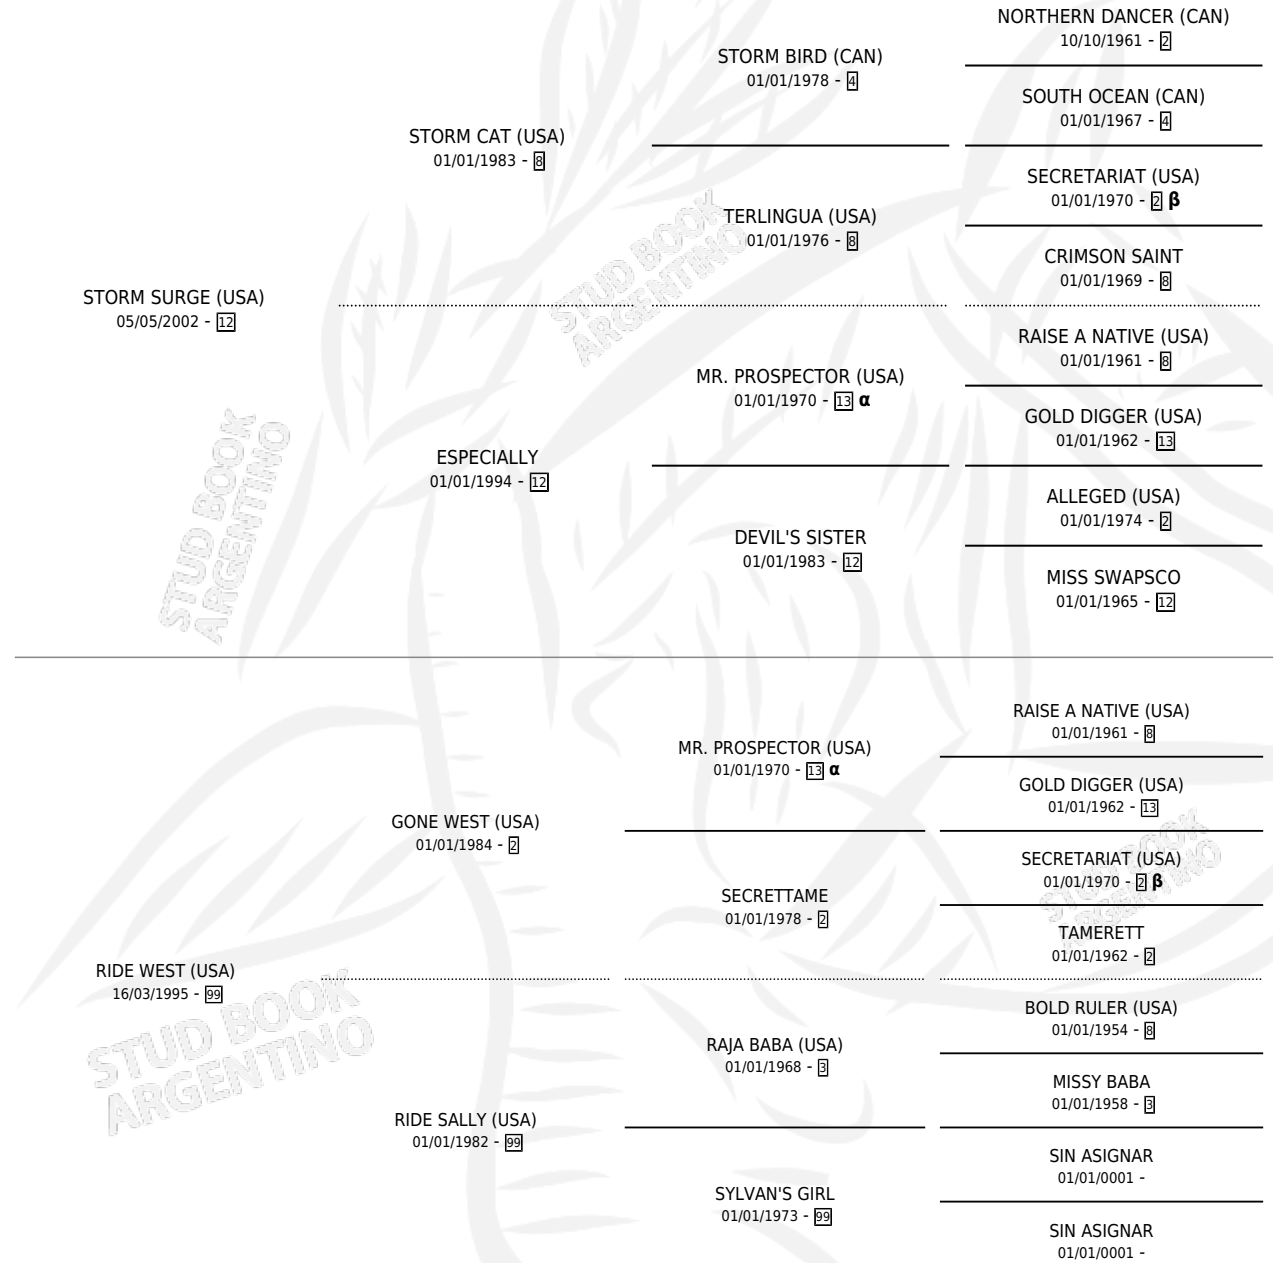 NORTHERN DANCER (CAN)
10/10/1961 - 2
STORM BIRD (CAN)
01/01/1978 - 4
SOUTH OCEAN (CAN)
01/01/1967 - 4
STORM CAT (USA)
01/01/1983 - 8
SECRETARIAT (USA)
01/01/1970 - 2 β
TERLINGUA (USA)
01/01/1976 - 8
CRIMSON SAINT
01/01/1969 - 8
STORM SURGE (USA)
05/05/2002 - 12
RAISE A NATIVE (USA)
01/01/1961 - 8
MR. PROSPECTOR (USA)
01/01/1970 - 13 α
GOLD DIGGER (USA)
01/01/1962 - 13
ESPECIALLY
01/01/1994 - 12
ALLEGED (USA)
01/01/1974 - 2
DEVIL'S SISTER
01/01/1983 - 12
MISS SWAPSCO
01/01/1965 - 12
RAISE A NATIVE (USA)
01/01/1961 - 8
MR. PROSPECTOR (USA)
01/01/1970 - 13 α
GOLD DIGGER (USA)
01/01/1962 - 13
GONE WEST (USA)
01/01/1984 - 2
SECRETARIAT (USA)
01/01/1970 - 2 β
SECRETTAME
01/01/1978 - 2
TAMERETT
01/01/1962 - 2
RIDE WEST (USA)
16/03/1995 - 99
BOLD RULER (USA)
01/01/1954 - 8
RAJA BABA (USA)
01/01/1968 - 3
MISSY BABA
01/01/1958 - 3
RIDE SALLY (USA)
01/01/1982 - 99
SIN ASIGNAR
01/01/0001 -
SYLVAN'S GIRL
01/01/1973 - 99
SIN ASIGNAR
01/01/0001 -
STUD BOOK
ARGENTINO
STUD BOOK
ARGENTINO
STUD BOOK
ARGENTINO
STUD BOOK
ARGENTINO